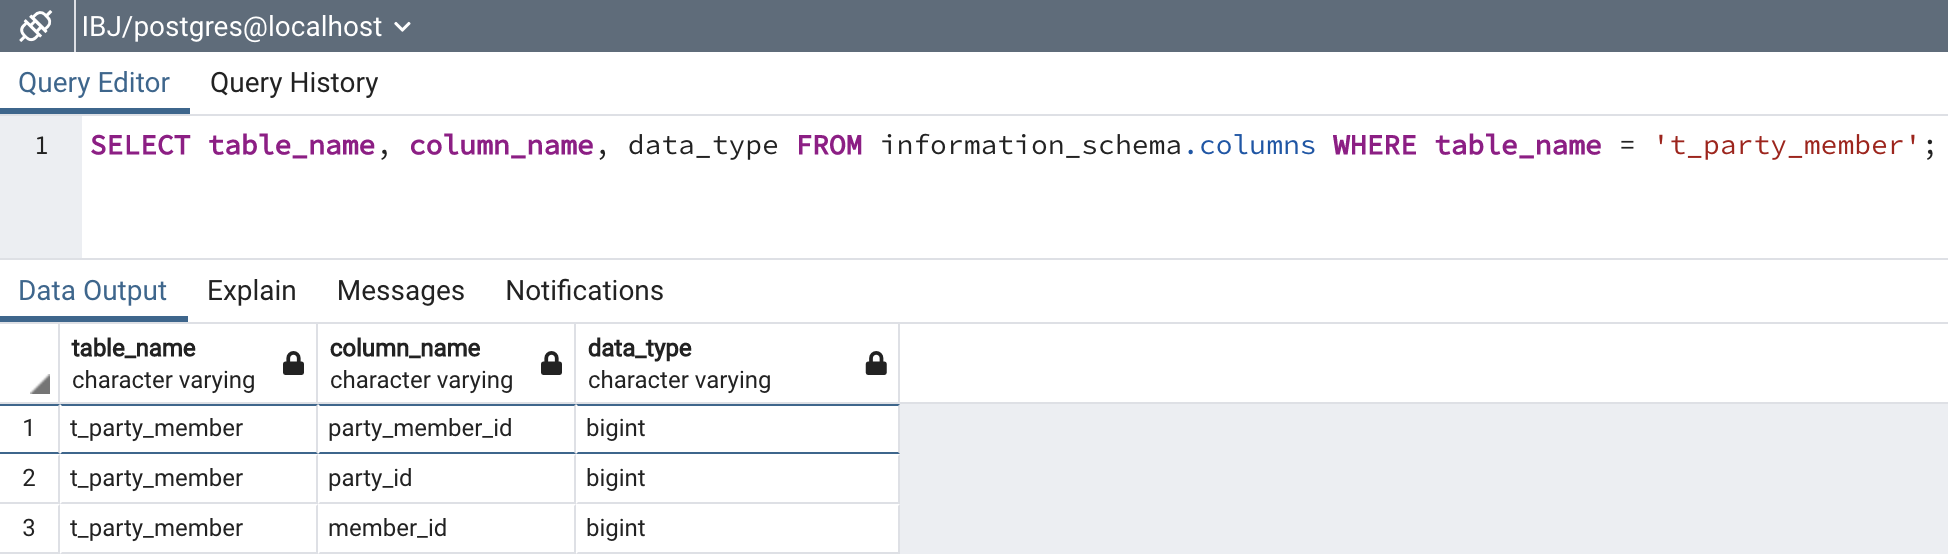 IBJ/postgres@localhost
Query Editor Query History
1 SELECT table_name, column_name, data_type FROM information_schema.columns WHERE table_name = 't_party_member';
Data Output Explain Messages Notifications
table_name column_name data_type
character varying character varying character varying
1 t_party_member party_member_id bigint
2 t_party_member party_id bigint
3 t_party_member member_id bigint